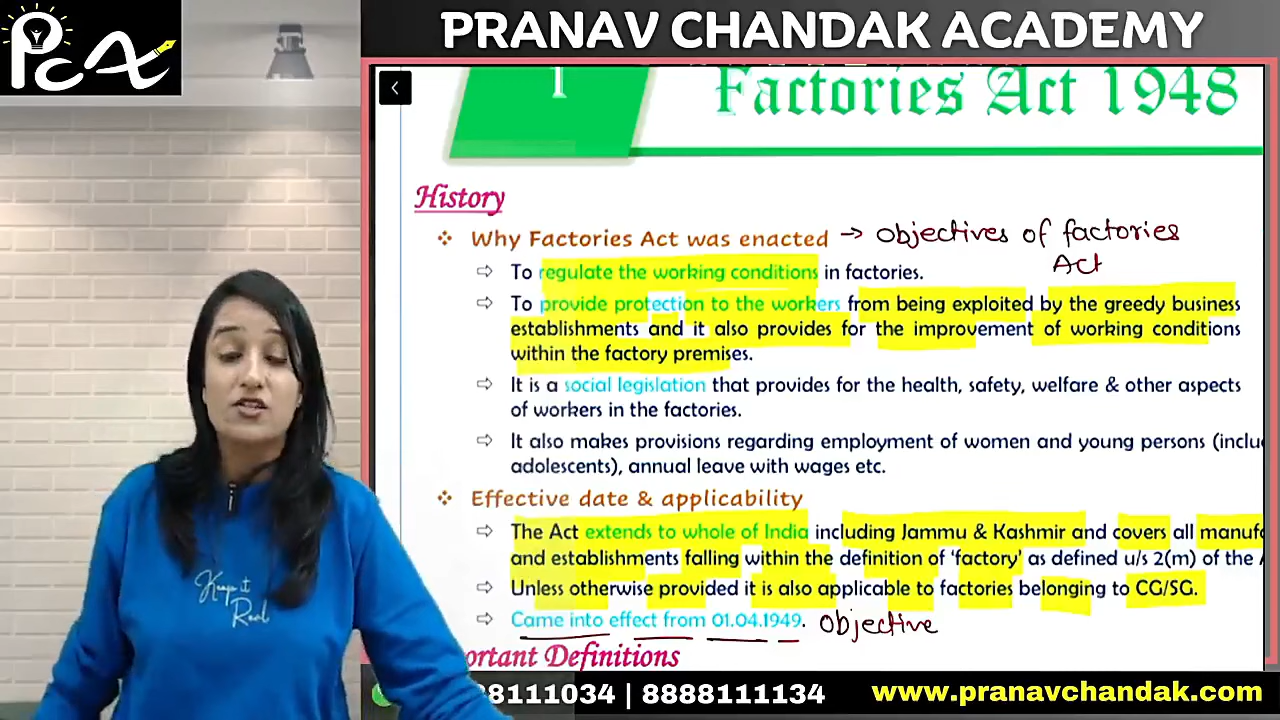 PCA
PRANAV CHANDAK ACADEMY
1
Factories Act 1948
History
Why Factories Act was enacted → objectives of factories
Act
To regulate the working conditions in factories.
To provide protection to the workers from being exploited by the greedy business
establishments and it also provides for the improvement of working conditions
within the factory premises.
It is a social legislation that provides for the health, safety, welfare & other aspects
of workers in the factories.
It also makes provisions regarding employment of women and young persons (inclu
adolescents), annual leave with wages etc.
Effective date & applicability
The Act extends to whole of India including Jammu & Kashmir and covers all manuf
and establishments falling within the definition of ‘factory’ as defined u/s 2(m) of the
Unless otherwise provided it is also applicable to factories belonging to CG/SG.
Came into effect from 01.04.1949. objective
ortant Definitions
Keep it
Real
88111034 | 8888111134
www.pranavchandak.com